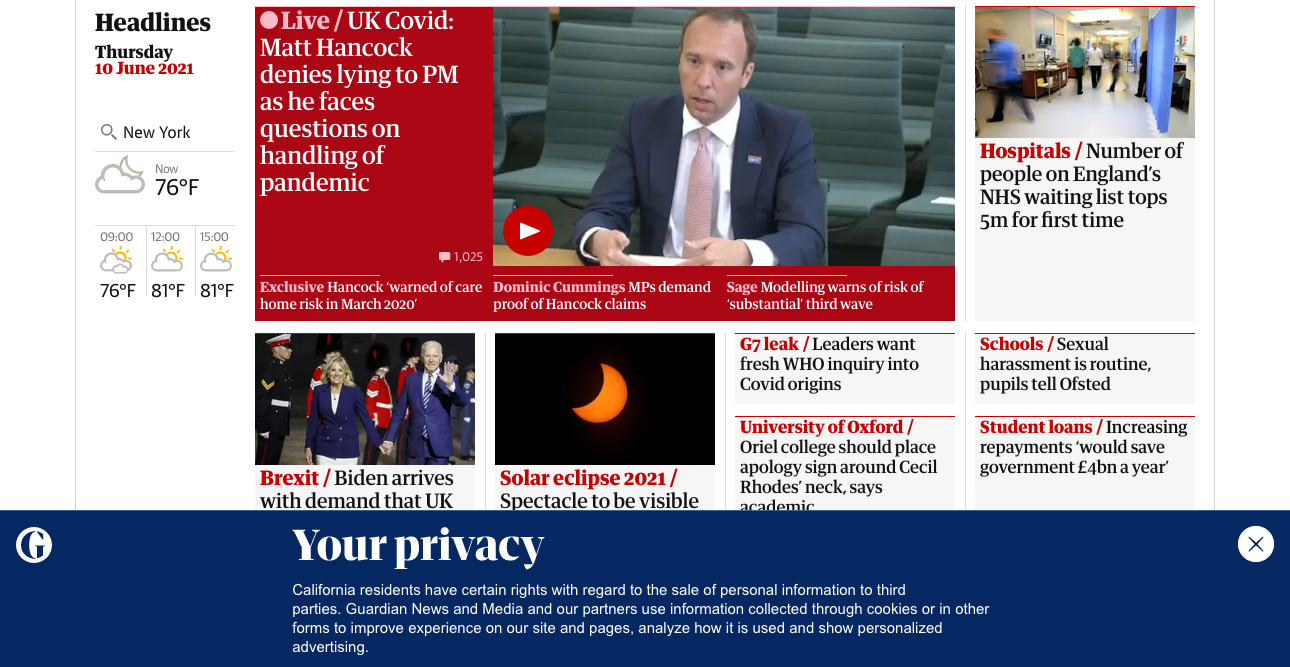 Headlines
Thursday
10 June 2021
New York
Now
76°F
09:00
12:00
15:00
76°F
81°F
81°F
Live / UK Covid:
Matt Hancock
denies lying to PM
as he faces
questions on
handling of
pandemic
1,025
Exclusive Hancock ‘warned of care
home risk in March 2020’
Dominic Cummings MPs demand
proof of Hancock claims
Sage Modelling warns of risk of
‘substantial’ third wave
Hospitals / Number of
people on England’s
NHS waiting list tops
5m for first time
Brexit / Biden arrives
with demand that UK
Solar eclipse 2021 /
Spectacle to be visible
G7 leak / Leaders want
fresh WHO inquiry into
Covid origins
University of Oxford /
Oriel college should place
apology sign around Cecil
Rhodes’ neck, says
academic
Schools / Sexual
harassment is routine,
pupils tell Ofsted
Student loans / Increasing
repayments ‘would save
government £4bn a year’
G
Your privacy
California residents have certain rights with regard to the sale of personal information to third
parties. Guardian News and Media and our partners use information collected through cookies or in other
forms to improve experience on our site and pages, analyze how it is used and show personalized
advertising.